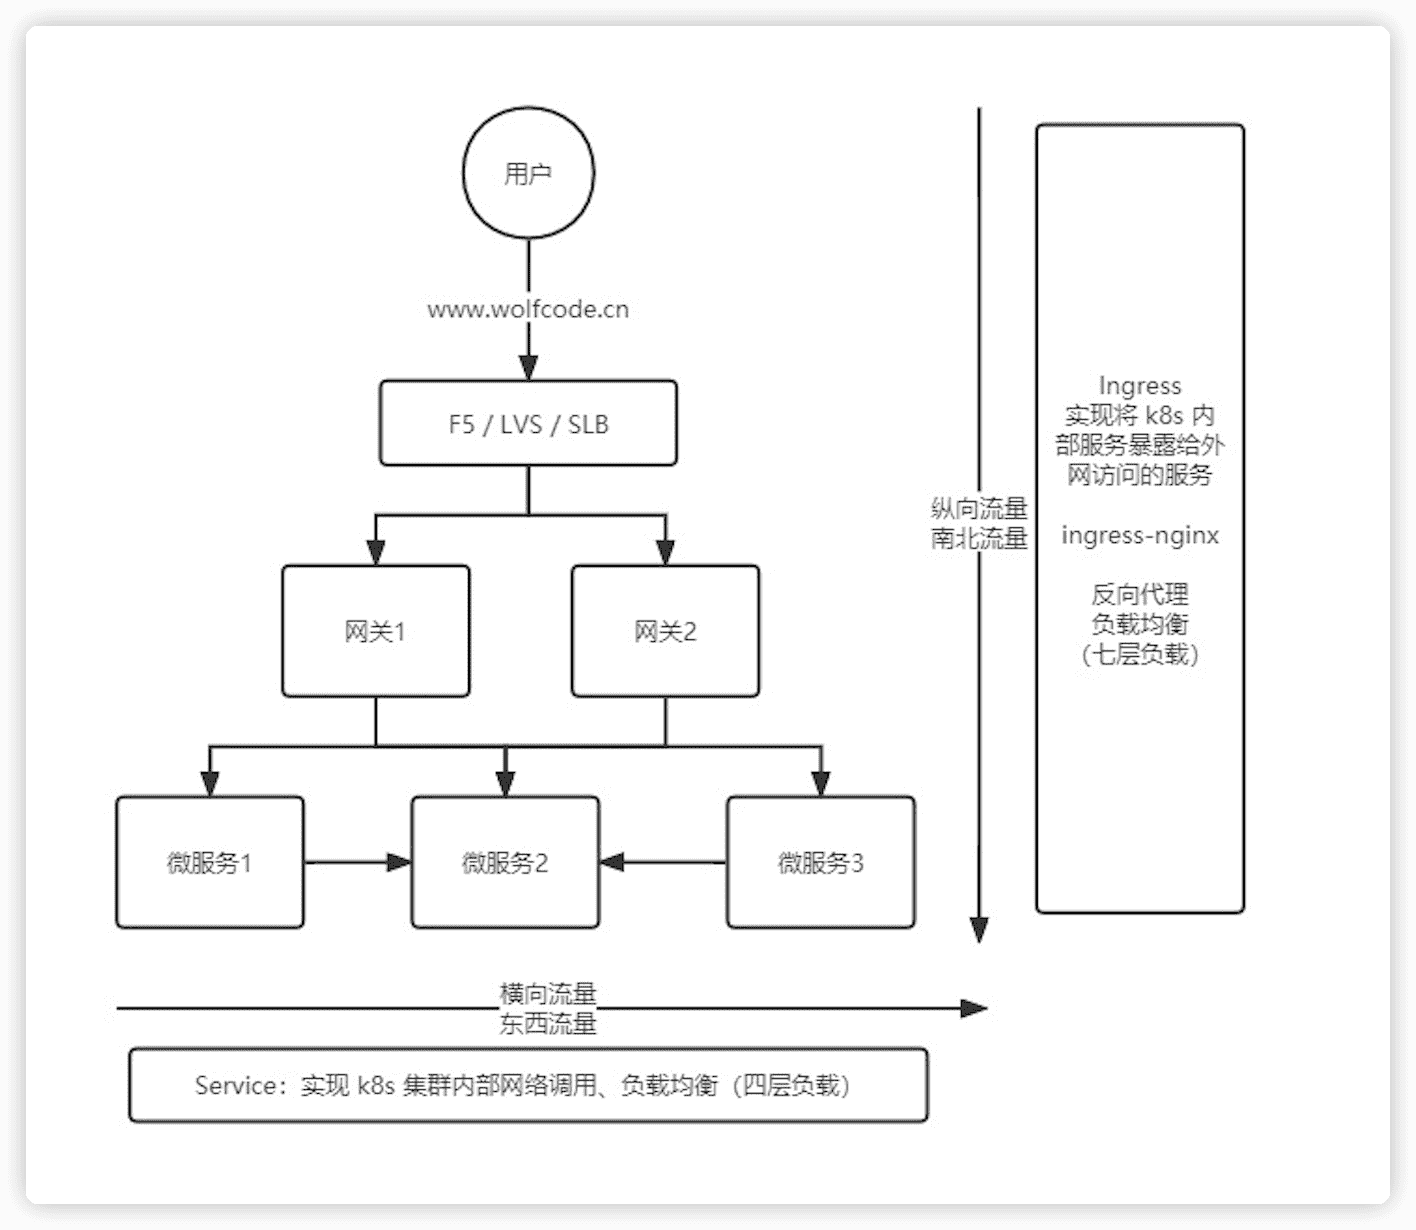 用户
www.wolfcode.cn
F5 / LVS / SLB
网关1
网关2
微服务1
微服务2
微服务3
纵向流量
南北流量
Ingress
实现将 k8s 内
部服务暴露给外
网访问的服务
ingress-nginx
反向代理
负载均衡
（七层负载）
横向流量
东西流量
Service：实现 k8s 集群内部网络调用、负载均衡（四层负载）